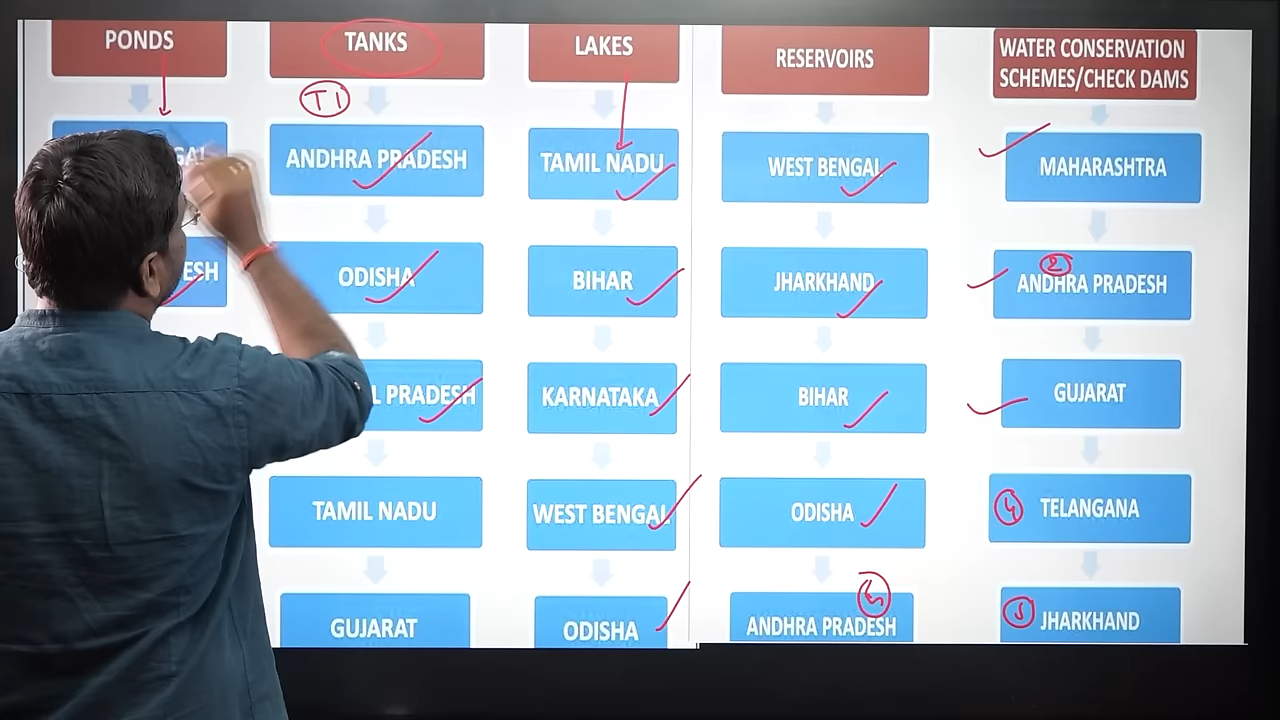 PONDS
TANKS
LAKES
RESERVOIRS
WATER CONSERVATION
SCHEMES/CHECK DAMS
T1
ANDHRA PRADESH
TAMIL NADU
WEST BENGAL
MAHARASHTRA
ODISHA
BIHAR
JHARKHAND
2
ANDHRA PRADESH
PRADESH
KARNATAKA
BIHAR
GUJARAT
TAMIL NADU
WEST BENGAL
ODISHA
4
TELANGANA
GUJARAT
ODISHA
ANDHRA PRADESH
5
5
JHARKHAND